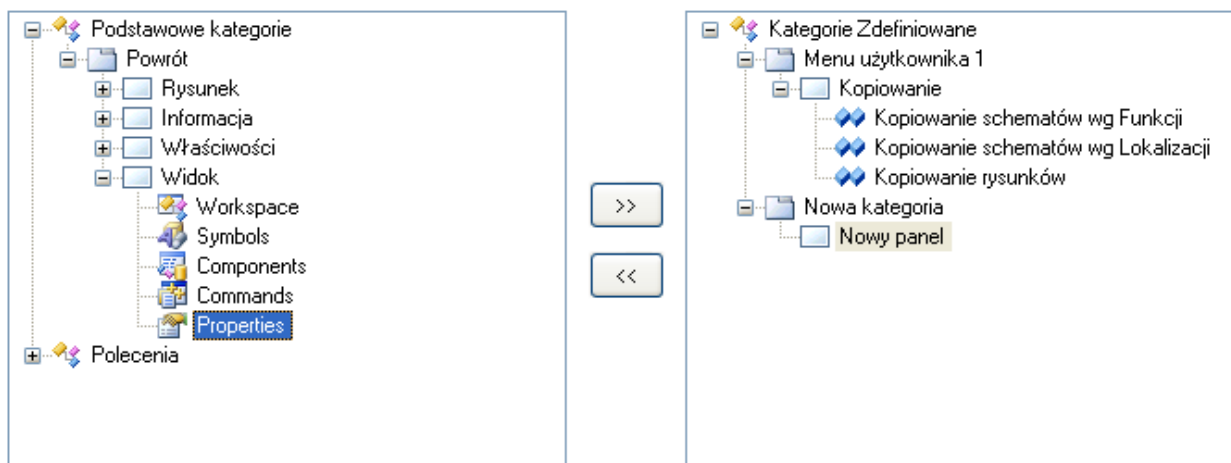 Podstawowe kategorie
Powrót
Rysunek
Informacja
Właściwości
Widok
Workspace
Symbols
Components
Commands
Properties
Polecenia
>>
<<
Kategorie Zdefiniowane
Menu użytkownika 1
Kopiowanie
Kopiowanie schematów wg Funkcji
Kopiowanie schematów wg Lokalizacji
Kopiowanie rysunków
Nowa kategoria
Nowy panel